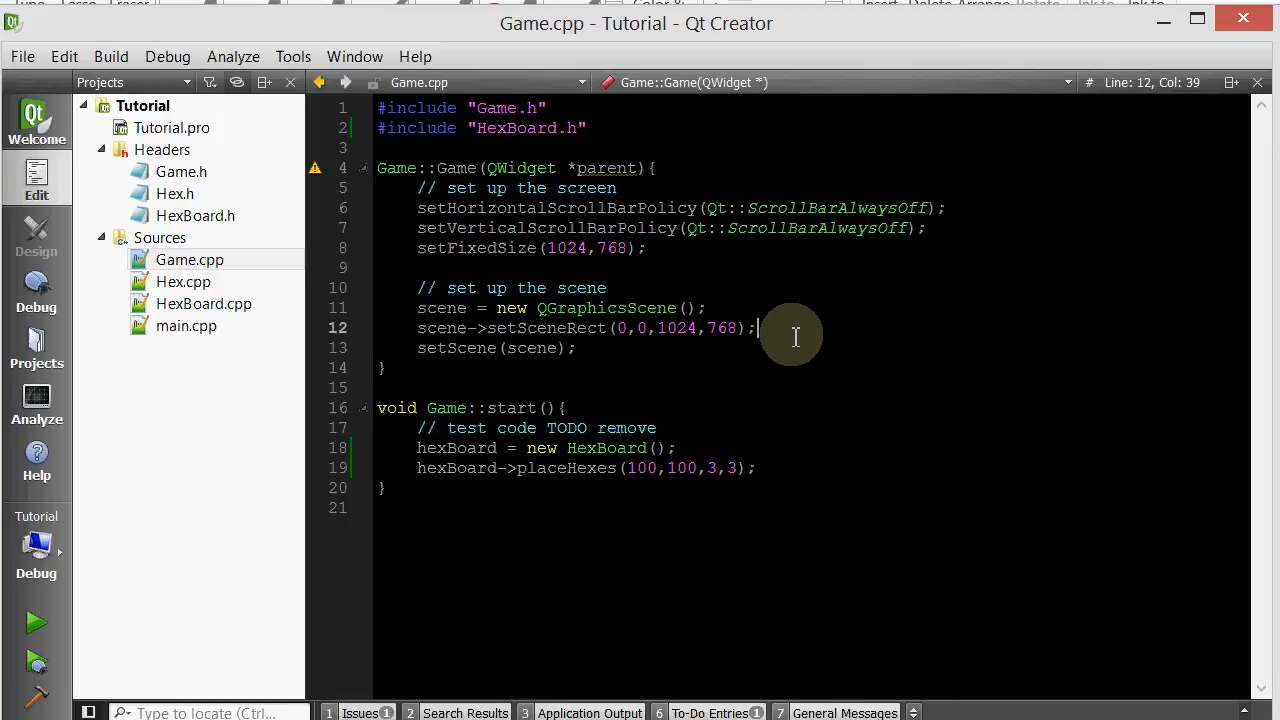 Game.cpp - Tutorial - Qt Creator
File Edit Build Debug Analyze Tools Window Help
Projects
Game.cpp
Game::Game(QWidget *)
# Line: 12, Col: 39
Welcome
Edit
Design
Debug
Projects
Analyze
Help
Tutorial
Debug
Tutorial
Tutorial.pro
Headers
Game.h
Hex.h
HexBoard.h
Sources
Game.cpp
Hex.cpp
HexBoard.cpp
main.cpp
1 #include "Game.h"
2 #include "HexBoard.h"
3
4 Game::Game(QWidget *parent){
5     // set up the screen
6     setHorizontalScrollBarPolicy(Qt::ScrollBarAlwaysOff);
7     setVerticalScrollBarPolicy(Qt::ScrollBarAlwaysOff);
8     setFixedSize(1024,768);
9
10     // set up the scene
11     scene = new QGraphicsScene();
12     scene->setSceneRect(0,0,1024,768);
13     setScene(scene);
14 }
15
16 void Game::start(){
17     // test code TODO remove
18     hexBoard = new HexBoard();
19     hexBoard->placeHexes(100,100,3,3);
20 }
21
Type to locate (Ctrl...
1 Issues 1
2 Search Results
3 Application Output
6 To-Do Entries 1
7 General Messages